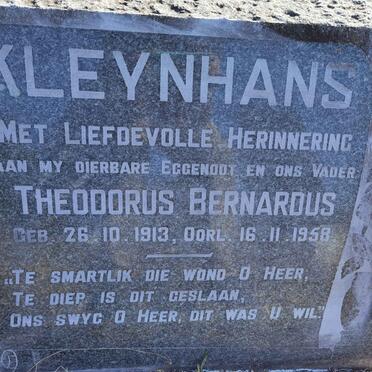 KLEYNHANS
MET LIEFDEVOLLE HERINNERING
AAN MY DIERBARE EGGENOOT EN ONS VADER
THEODORUS BERNARDUS
GEB. 26.10.1913, OORL. 16.11.1958
„TE SMARTLIK DIE WOND O HEER,
TE DIEP IS DIT GESLAAN,
ONS SWYG O HEER, DIT WAS U WIL.”